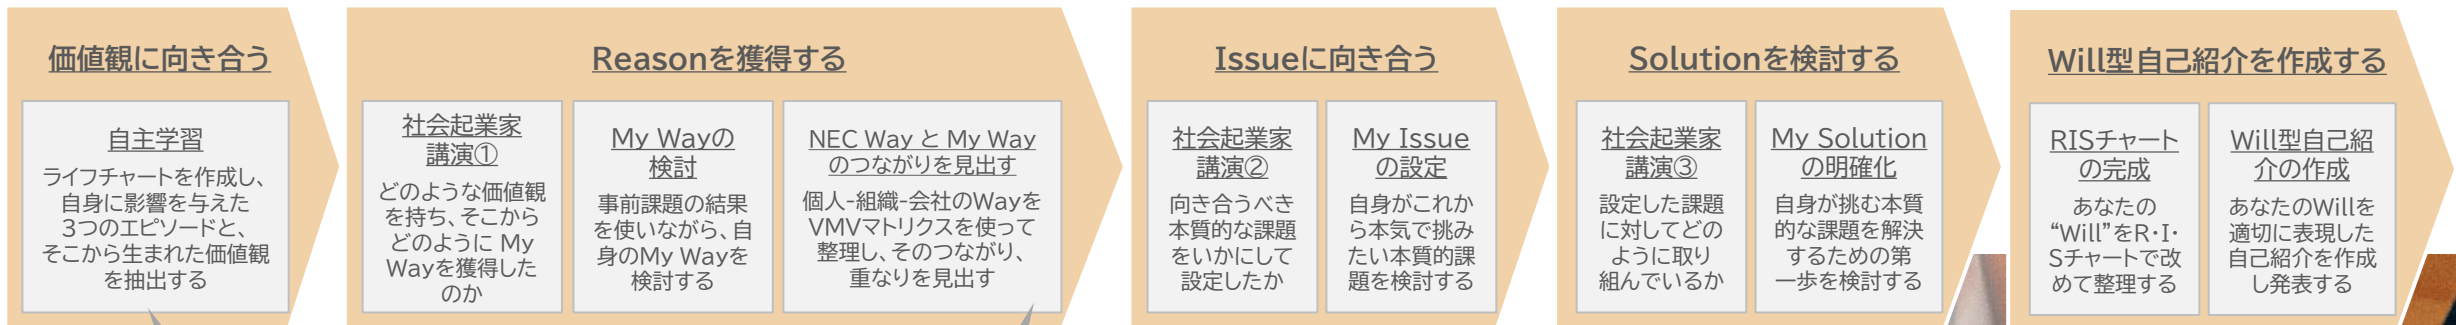 価値観に向き合う
自主学習
ライフチャートを作成し、
自身に影響を与えた
3つのエピソードと、
そこから生まれた価値観
を抽出する
Reasonを獲得する
社会起業家
講演①
どのような価値観
を持ち、そこから
どのように My
Wayを獲得した
のか
My Wayの
検討
事前課題の結果
を使いながら、自
身のMy Wayを
検討する
NEC Way と My Way
のつながりを見出す
個人-組織-会社のWayを
VMVマトリクスを使って
整理し、そのつながり、
重なりを見出す
Issueに向き合う
社会起業家
講演②
向き合うべき
本質的な課題
をいかにして
設定したか
My Issue
の設定
自身がこれか
ら本気で挑み
たい本質的課
題を検討する
Solutionを検討する
社会起業家
講演③
設定した課題
に対してどの
ように取り
組んでいるか
My Solution
の明確化
自身が挑む本質
的な課題を解決
するための第
一歩を検討する
Will型自己紹介を作成する
RISチャート
の完成
あなたの
“Will”をR・I・
Sチャートで改
めて整理する
Will型自己紹
介の作成
あなたのWillを
適切に表現した
自己紹介を作成
し発表する